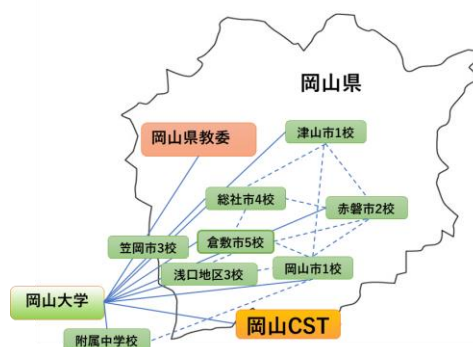 岡山県
岡山県教委
津山市1校
総社市4校
赤磐市2校
笠岡市3校
倉敷市5校
浅口地区3校
岡山市1校
岡山大学
岡山CST
附属中学校